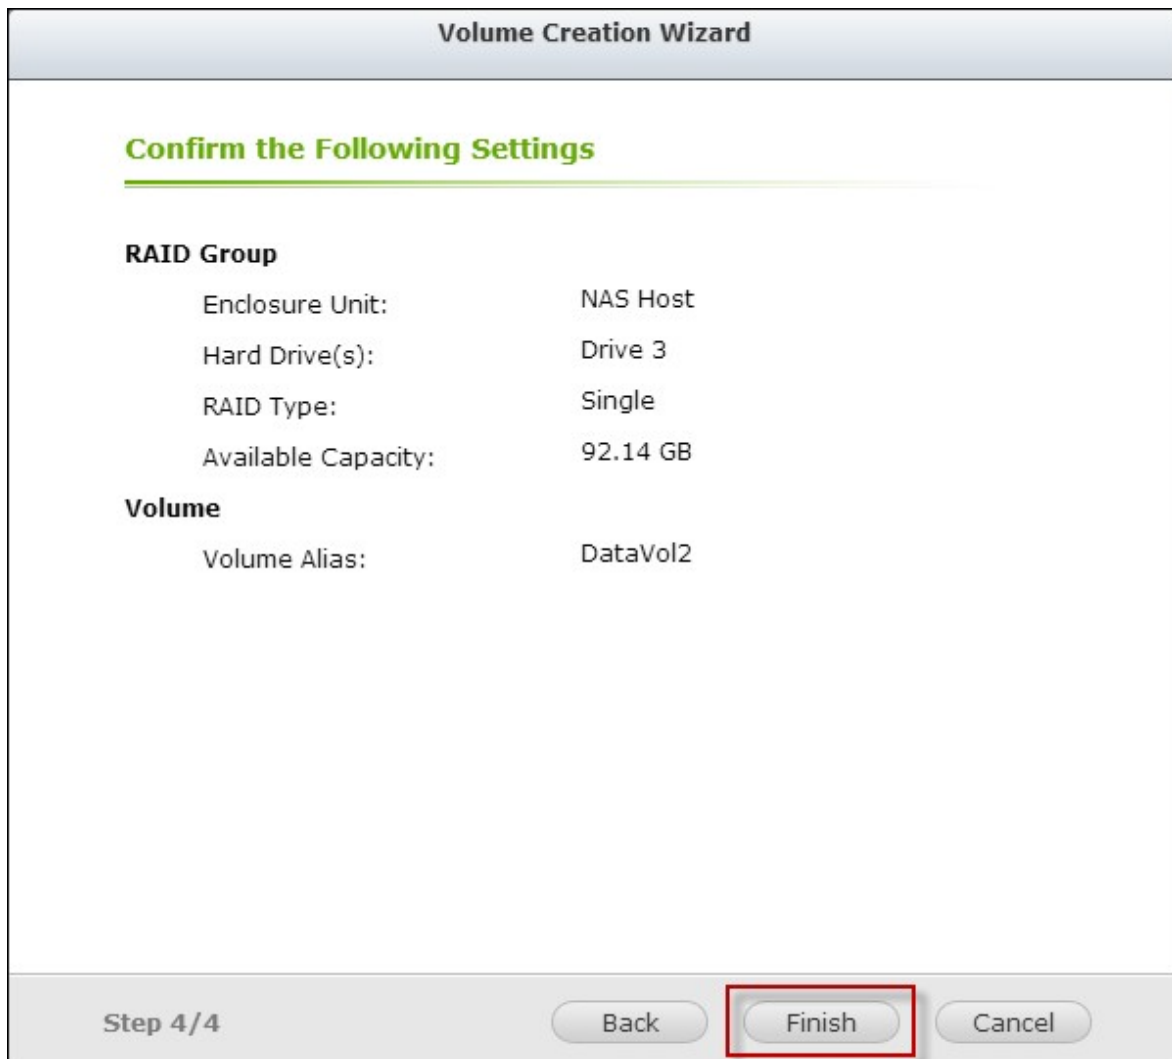 Volume Creation Wizard
Confirm the Following Settings
RAID Group
Enclosure Unit: NAS Host
Hard Drive(s): Drive 3
RAID Type: Single
Available Capacity: 92.14 GB
Volume
Volume Alias: DataVol2
Step 4/4 Back Finish Cancel